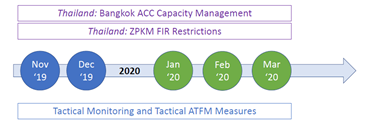 Thailand: Bangkok ACC Capacity Management
Thailand: ZPKM FIR Restrictions
Nov '19
Dec '19
2020
Jan '20
Feb '20
Mar '20
Tactical Monitoring and Tactical ATFM Measures